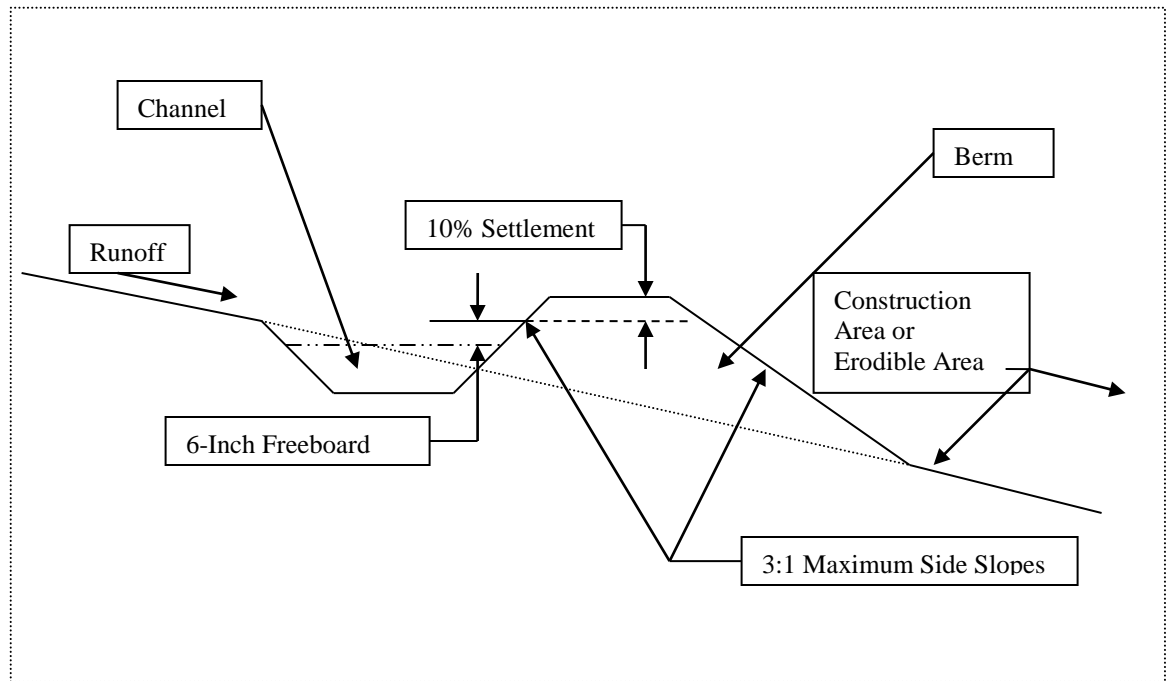 Channel
Berm
10% Settlement
Runoff
Construction
Area or
Erodible Area
6-Inch Freeboard
3:1 Maximum Side Slopes